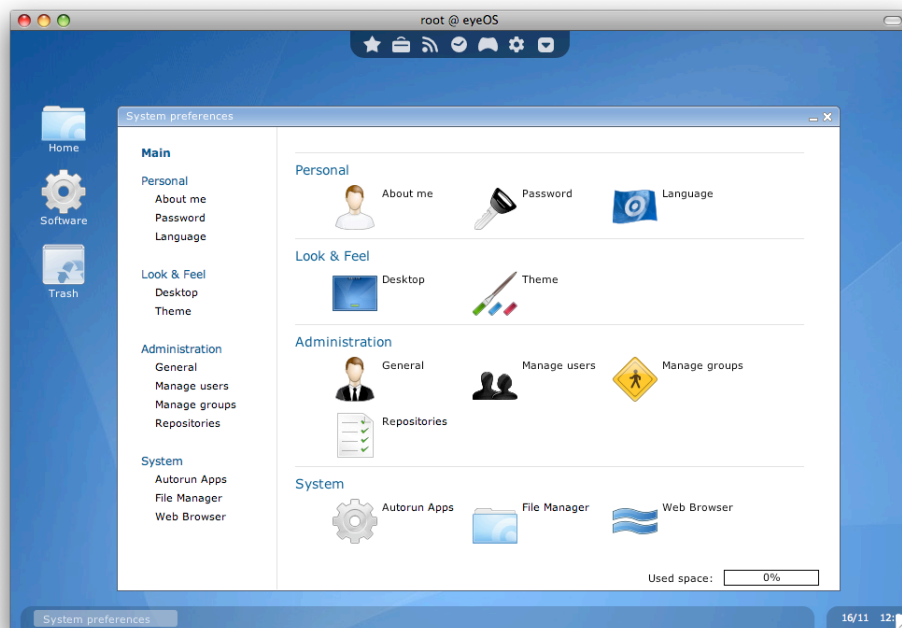 root @ eyeOS
Home
Software
Trash
System preferences
Main
Personal
About me
Password
Language
Look & Feel
Desktop
Theme
Administration
General
Manage users
Manage groups
Repositories
System
Autorun Apps
File Manager
Web Browser
Personal
About me Password Language
Look & Feel
Desktop Theme
Administration
General Manage users Manage groups
Repositories
System
Autorun Apps File Manager Web Browser
Used space: 0%
System preferences
16/11